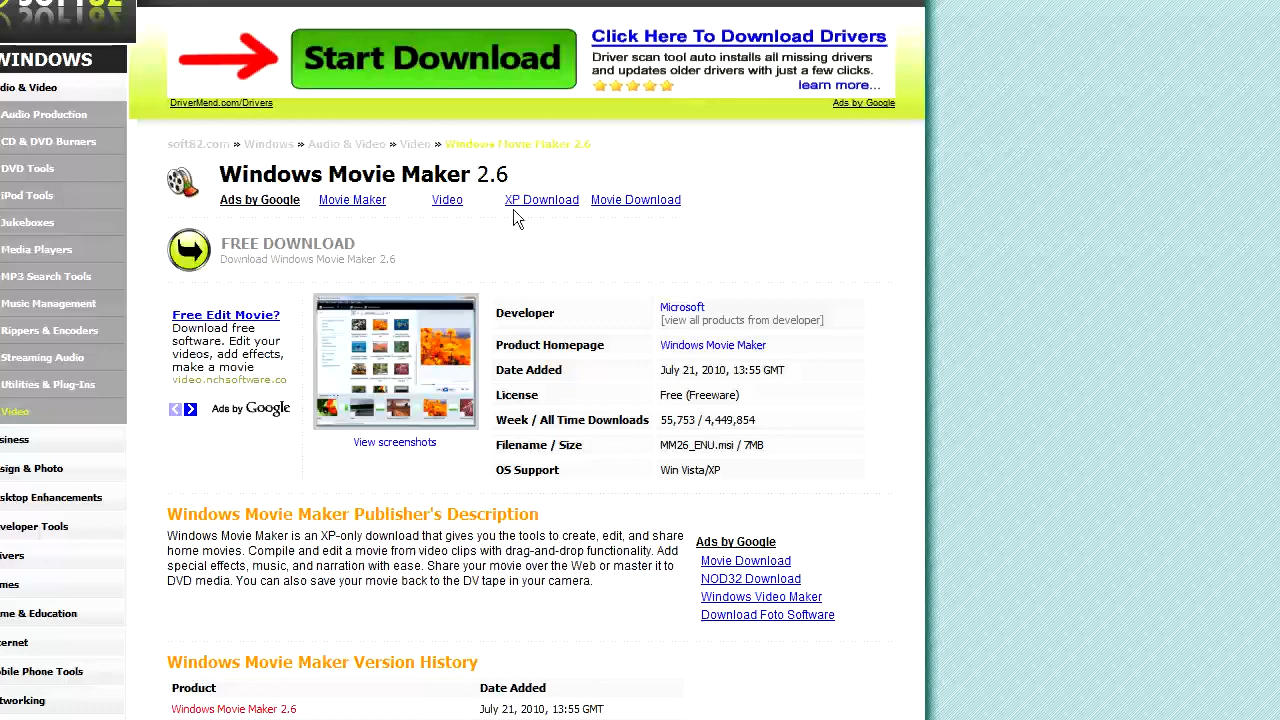 WINDOWS
dio & Video
Audio Production
CD & DVD Burners
DVD Tools
iPod Tools
Jukeboxes
Media Players
MP3 Search Tools
Music Management
Rippers & Encoders
Streaming Audio
Utilities & Plug-Ins
Video
siness
sign & Photo
sktop Enhancements
veloper Tools
ivers
mes
me & Education
ternet
bile Phone Tools
tworking
Start Download
Click Here To Download Drivers
Driver scan tool auto installs all missing drivers
and updates older drivers with just a few clicks.
learn more...
DriverMend.com/Drivers
Ads by Google
soft82.com » Windows » Audio & Video » Video » Windows Movie Maker 2.6
Windows Movie Maker 2.6
Ads by Google Movie Maker Video XP Download Movie Download
FREE DOWNLOAD
Download Windows Movie Maker 2.6
Free Edit Movie?
Download free
software. Edit your
videos, add effects,
make a movie
video.nchsoftware.co
Ads by Google
View screenshots
Developer Microsoft
[view all products from developer]
Product Homepage Windows Movie Maker
Date Added July 21, 2010, 13:55 GMT
License Free (Freeware)
Week / All Time Downloads 55,753 / 4,449,854
Filename / Size MM26_ENU.msi / 7MB
OS Support Win Vista/XP
Windows Movie Maker Publisher's Description
Windows Movie Maker is an XP-only download that gives you the tools to create, edit, and share
home movies. Compile and edit a movie from video clips with drag-and-drop functionality. Add
special effects, music, and narration with ease. Share your movie over the Web or master it to
DVD media. You can also save your movie back to the DV tape in your camera.
Ads by Google
Movie Download
NOD32 Download
Windows Video Maker
Download Foto Software
Windows Movie Maker Version History
Product Date Added
Windows Movie Maker 2.6 July 21, 2010, 13:55 GMT